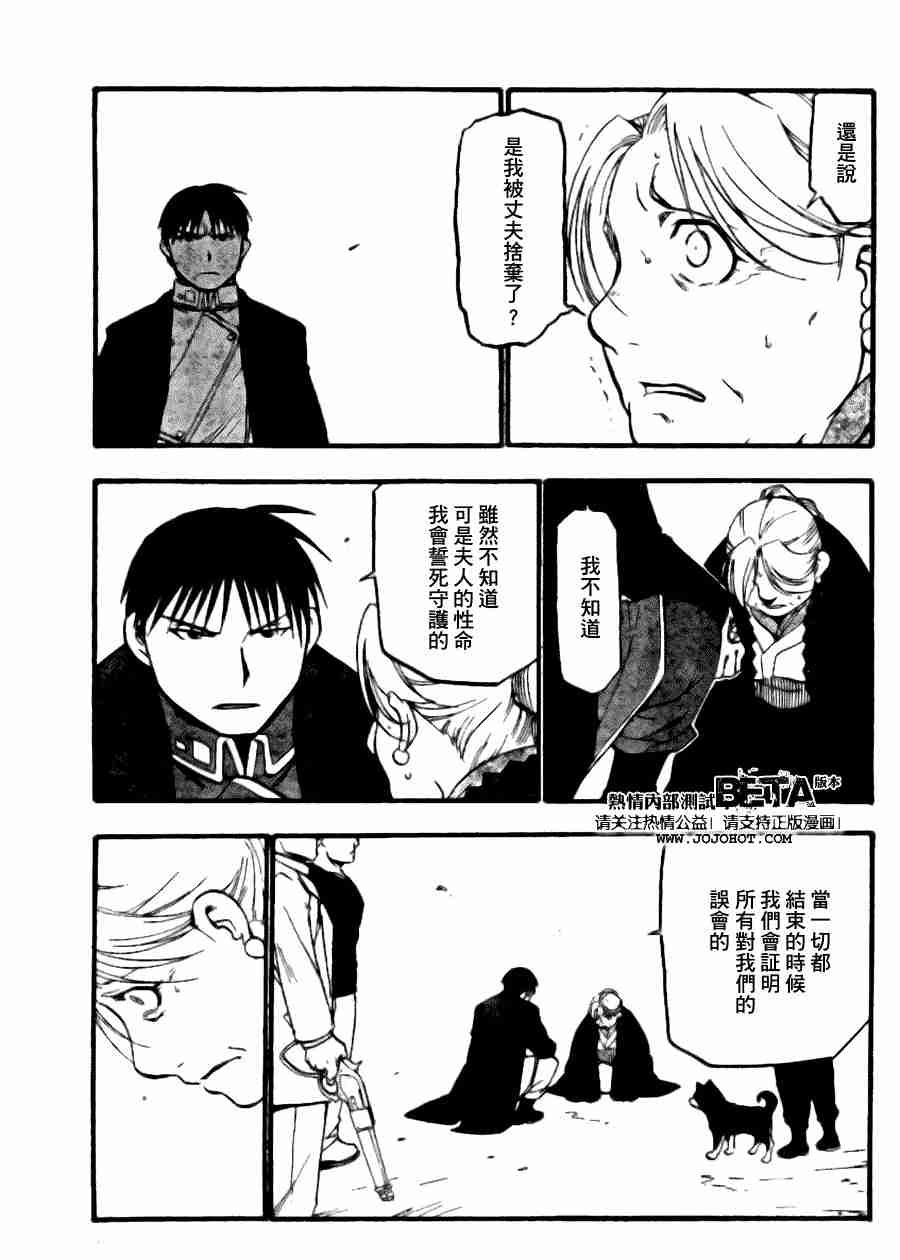 還是說
是我被丈夫捨棄了？
我不知道
雖然不知道
可是夫人的性命
我會誓死守護的
熱情內部測試BETA版本
请关注热情公益！请支持正版漫画！
WWW.JOJOHOT.COM
當一切都
結束的時候
我們會証明
所有對我們的
誤會的